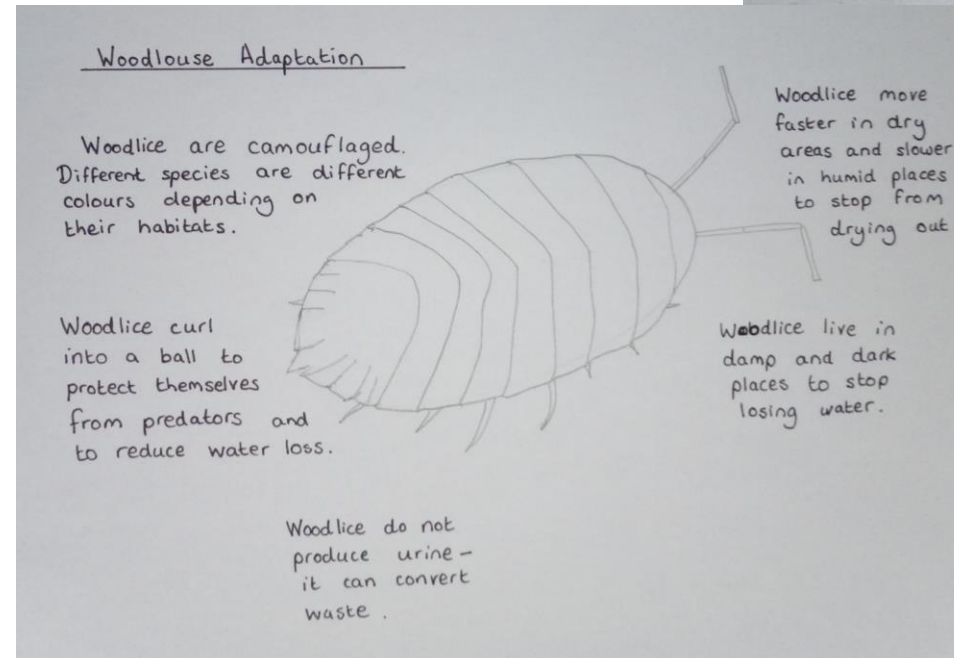 Woodlouse Adaptation
Woodlice are camouflaged.
Different species are different
colours depending on
their habitats.
Woodlice move
faster in dry
areas and slower
in humid places
to stop from
drying out
Woodlice curl
into a ball to
protect themselves
from predators and
to reduce water loss.
Woodlice live in
damp and dark
places to stop
losing water.
Woodlice do not
produce urine -
it can convert
waste.